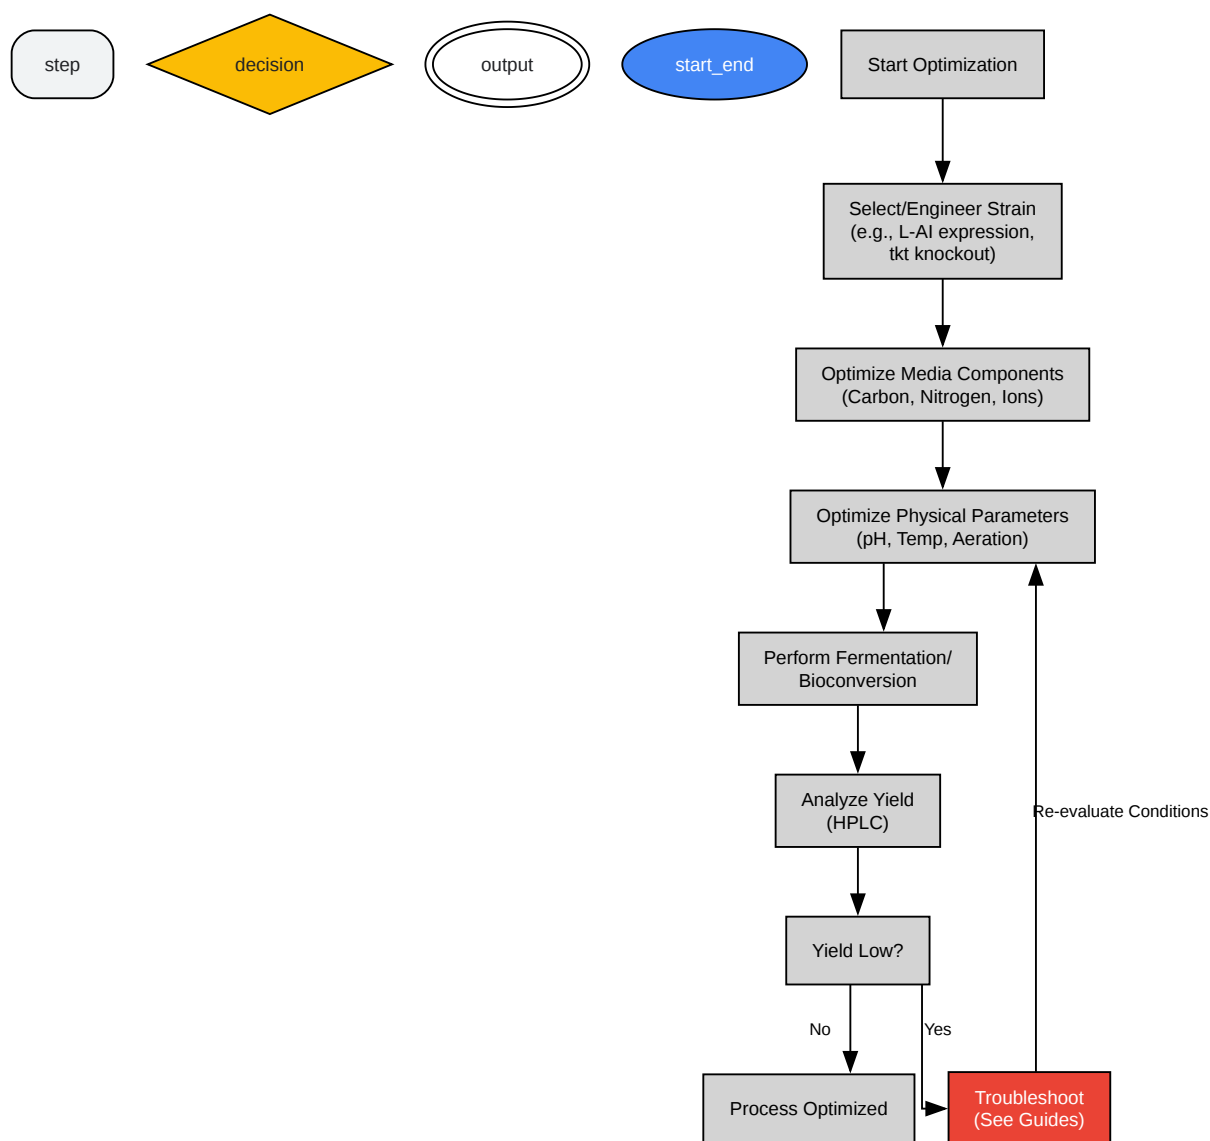 step
decision
output
start_end
Start Optimization
Select/Engineer Strain
(e.g., L-AI expression,
tkt knockout)
Optimize Media Components
(Carbon, Nitrogen, Ions)
Optimize Physical Parameters
(pH, Temp, Aeration)
Perform Fermentation/
Bioconversion
Analyze Yield
(HPLC)
Re-evaluate Conditions
Yield Low?
No
Yes
Process Optimized
Troubleshoot
(See Guides)